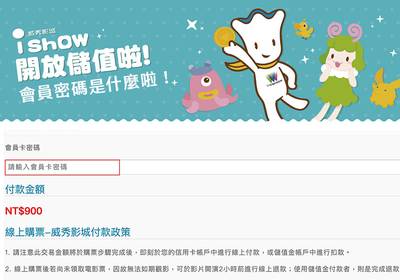 威秀影城
ishow
開放儲值啦!
會員密碼是什麼啦!
會員卡密碼
請輸入會員卡密碼
付款金額
NT$900
線上購票–威秀影城付款政策
1. 請注意此交易金額將於購票步驟完成後，即刻於您的信用卡帳戶中進行線上付款，或儲值金帳戶中進行扣款。
2. 線上購票後若尚未領取電影票，因故無法如期觀影，可於影片開演2小時前進行線上退款；使用儲值金付款者，則是完成退款